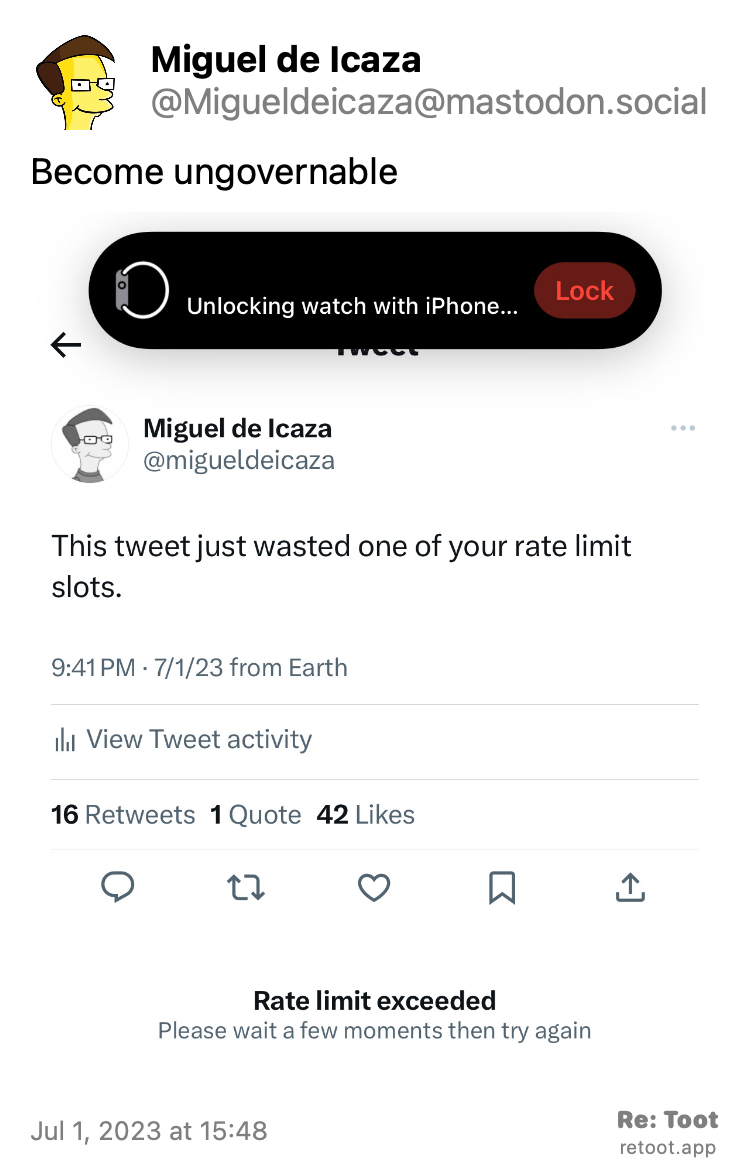 Miguel de Icaza
@Migueldeicaza@mastodon.social
Become ungovernable
Unlocking watch with iPhone...
Lock
Tweet
Miguel de Icaza
@migueldeicaza
This tweet just wasted one of your rate limit
slots.
9:41 PM · 7/1/23 from Earth
View Tweet activity
16 Retweets 1 Quote 42 Likes
Rate limit exceeded
Please wait a few moments then try again
Jul 1, 2023 at 15:48
Re: Toot
retoot.app